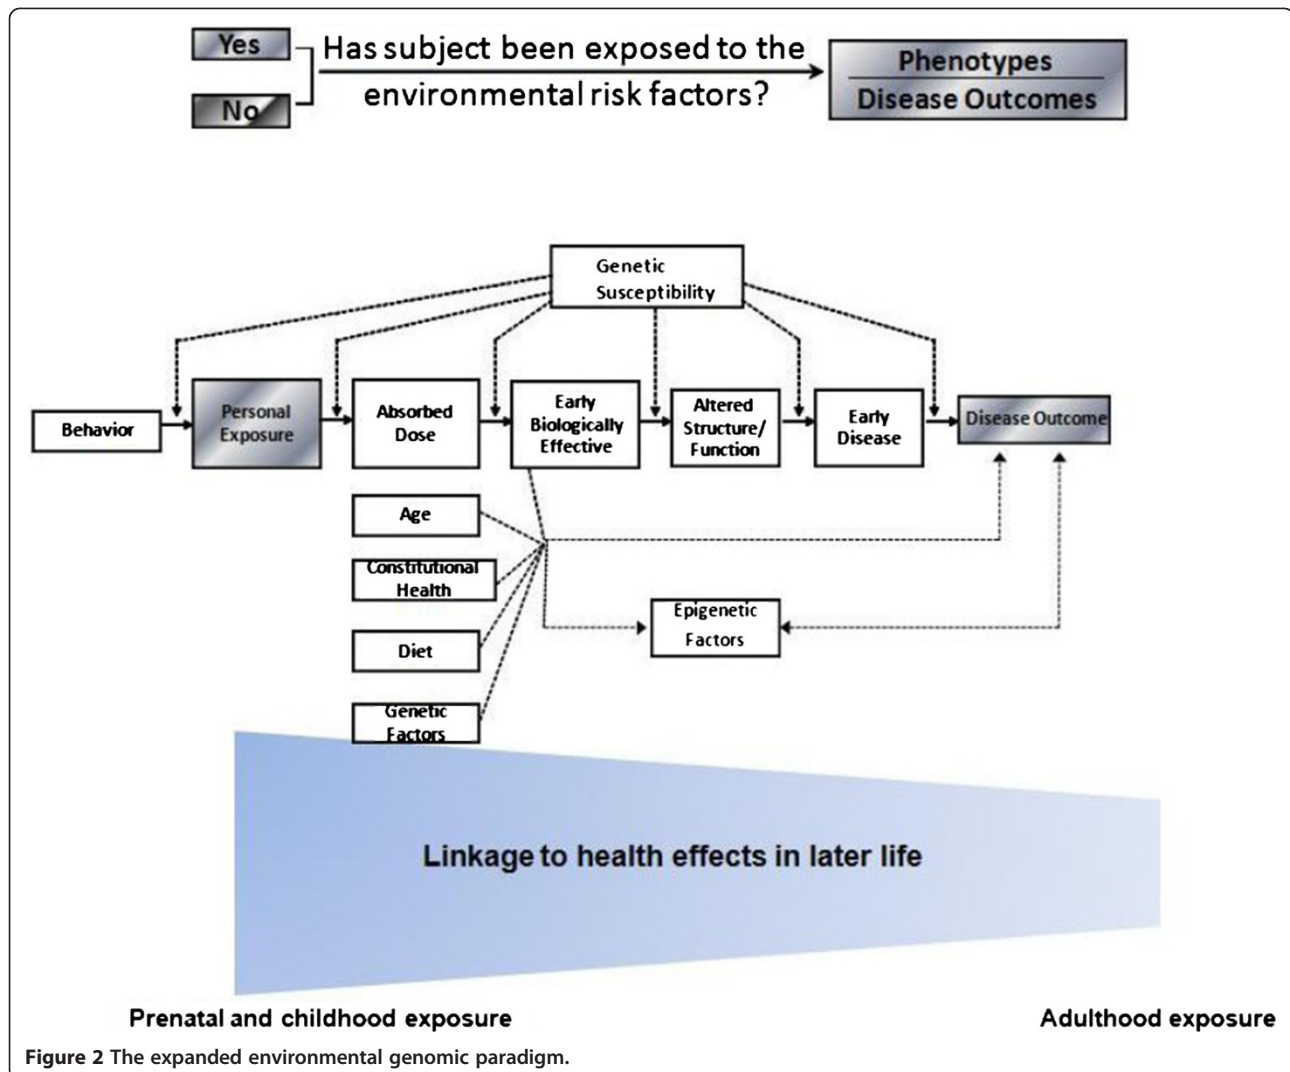 Yes
Has subject been exposed to the
environmental risk factors?
No
Phenotypes
Disease Outcomes
Genetic
Susceptibility
Behavior
Personal
Exposure
Absorbed
Dose
Early
Biologically
Effective
Altered
Structure/
Function
Early
Disease
Disease Outcome
Age
Constitutional
Health
Diet
Genetic
Factors
Epigenetic
Factors
Linkage to health effects in later life
Prenatal and childhood exposure
Adulthood exposure
Figure 2 The expanded environmental genomic paradigm.